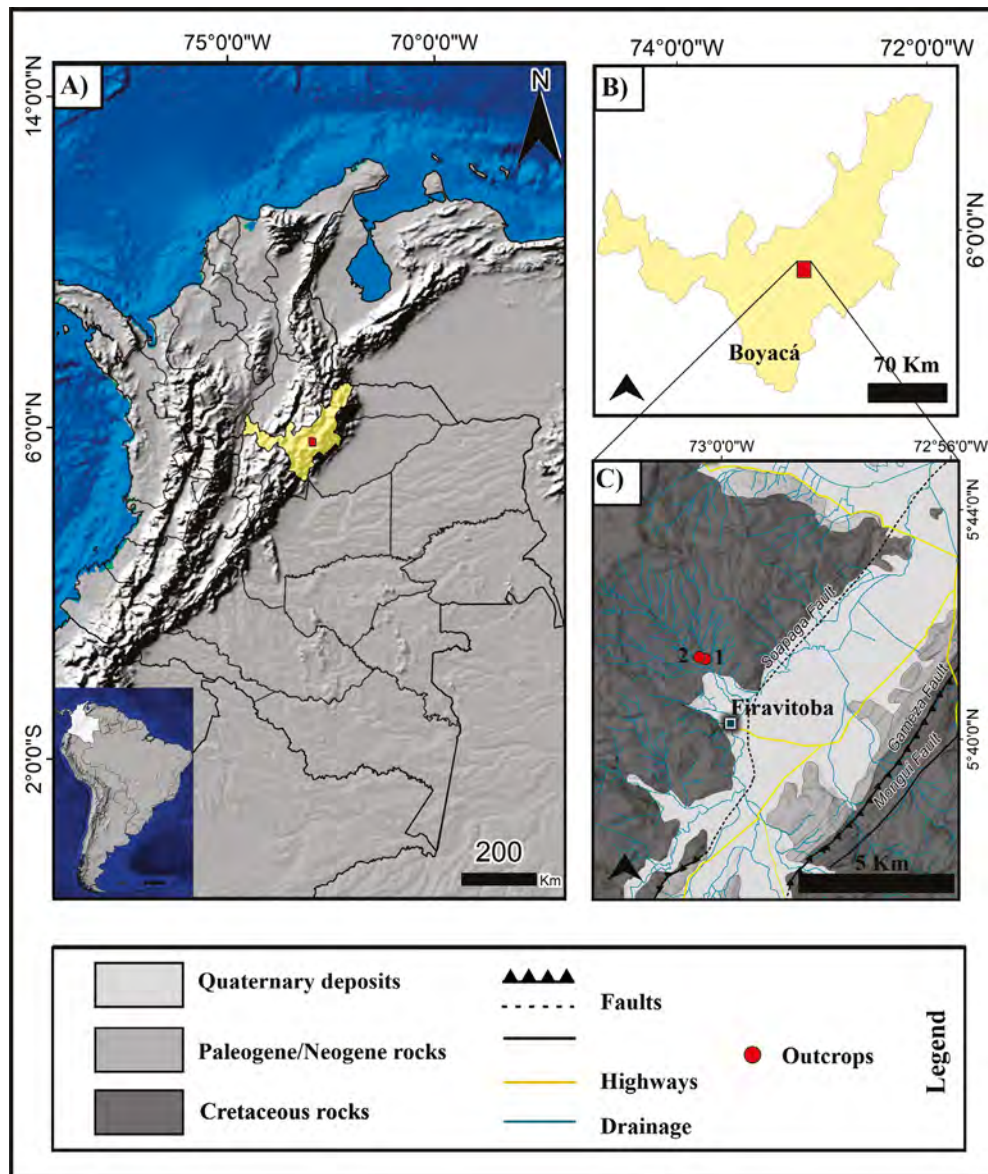 A)
75°0'0"W
70°0'0"W
14°0'0"N
6°0'0"N
2°0'0"S
N
200
Km
B)
74°0'0"W
72°0'0"W
6°0'0"N
Boyacá
70 Km
C)
73°0'0"W
72°56'0"W
5°44'0"N
5°40'0"N
Soapaga Fault
2
1
Firavitoba
Gameza Fault
Mongui Fault
5 Km
Quaternary deposits
Paleogene/Neogene rocks
Cretaceous rocks
Faults
Highways
Drainage
Outcrops
Legend